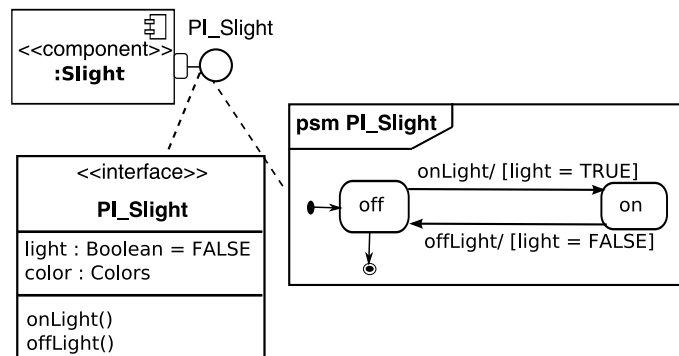 PI_Slight
<<component>>
:Slight
psm PI_Slight
onLight/ [light = TRUE]
off
on
offLight/ [light = FALSE]
<<interface>>
PI_Slight
light : Boolean = FALSE
color : Colors
onLight()
offLight()